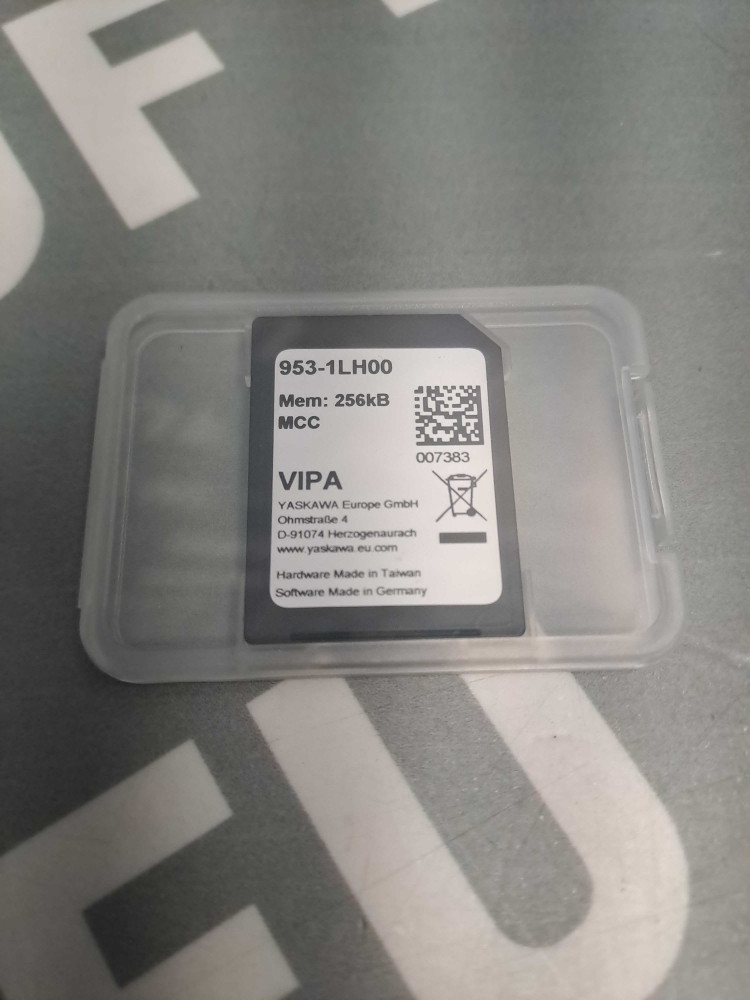 UF
953-1LH00
Mem: 256kB
MCC
007383
VIPA
YASKAWA Europe GmbH
Ohmstraße 4
D-91074 Herzogenaurach
www.yaskawa.eu.com
Hardware Made in Taiwan
Software Made in Germany